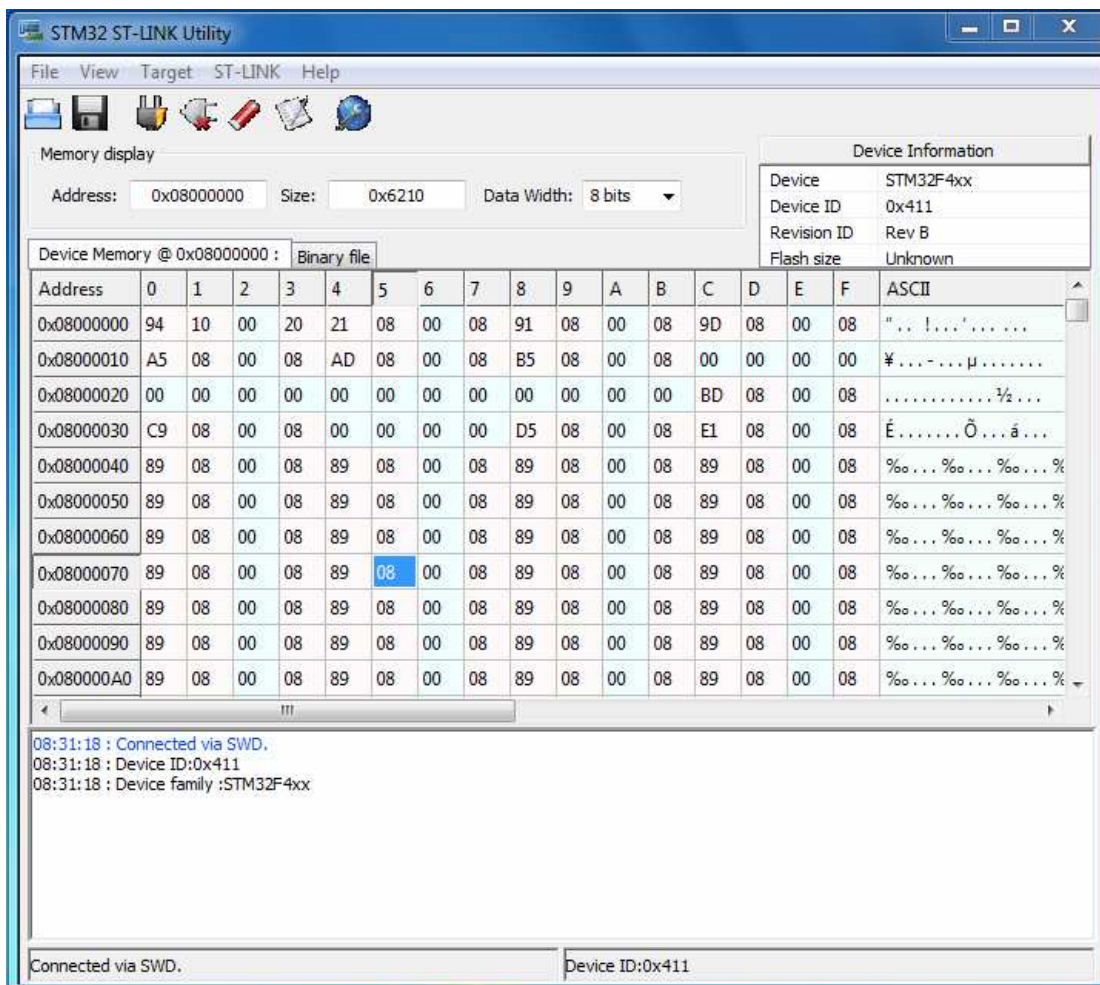 STM32 ST-LINK Utility
File View Target ST-LINK Help
Memory display
Address: 0x08000000 Size: 0x6210 Data Width: 8 bits
Device Information
Device STM32F4xx
Device ID 0x411
Revision ID Rev B
Flash size Unknown
Device Memory @ 0x08000000 : Binary file
Address 0 1 2 3 4 5 6 7 8 9 A B C D E F ASCII
0x08000000 94 10 00 20 21 08 00 08 91 08 00 08 9D 08 00 08 ".. !...'......
0x08000010 A5 08 00 08 AD 08 00 08 B5 08 00 08 00 00 00 00 ¥...-...µ.......
0x08000020 00 00 00 00 00 00 00 00 00 00 00 00 BD 08 00 08 ............½...
0x08000030 C9 08 00 08 00 00 00 00 D5 08 00 08 E1 08 00 08 É.......Õ...á...
0x08000040 89 08 00 08 89 08 00 08 89 08 00 08 89 08 00 08 ‰...‰...‰...%
0x08000050 89 08 00 08 89 08 00 08 89 08 00 08 89 08 00 08 ‰...‰...‰...%
0x08000060 89 08 00 08 89 08 00 08 89 08 00 08 89 08 00 08 ‰...‰...‰...%
0x08000070 89 08 00 08 89 08 00 08 89 08 00 08 89 08 00 08 ‰...‰...‰...%
0x08000080 89 08 00 08 89 08 00 08 89 08 00 08 89 08 00 08 ‰...‰...‰...%
0x08000090 89 08 00 08 89 08 00 08 89 08 00 08 89 08 00 08 ‰...‰...‰...%
0x080000A0 89 08 00 08 89 08 00 08 89 08 00 08 89 08 00 08 ‰...‰...‰...%
08:31:18 : Connected via SWD.
08:31:18 : Device ID:0x411
08:31:18 : Device family :STM32F4xx
Connected via SWD. Device ID:0x411